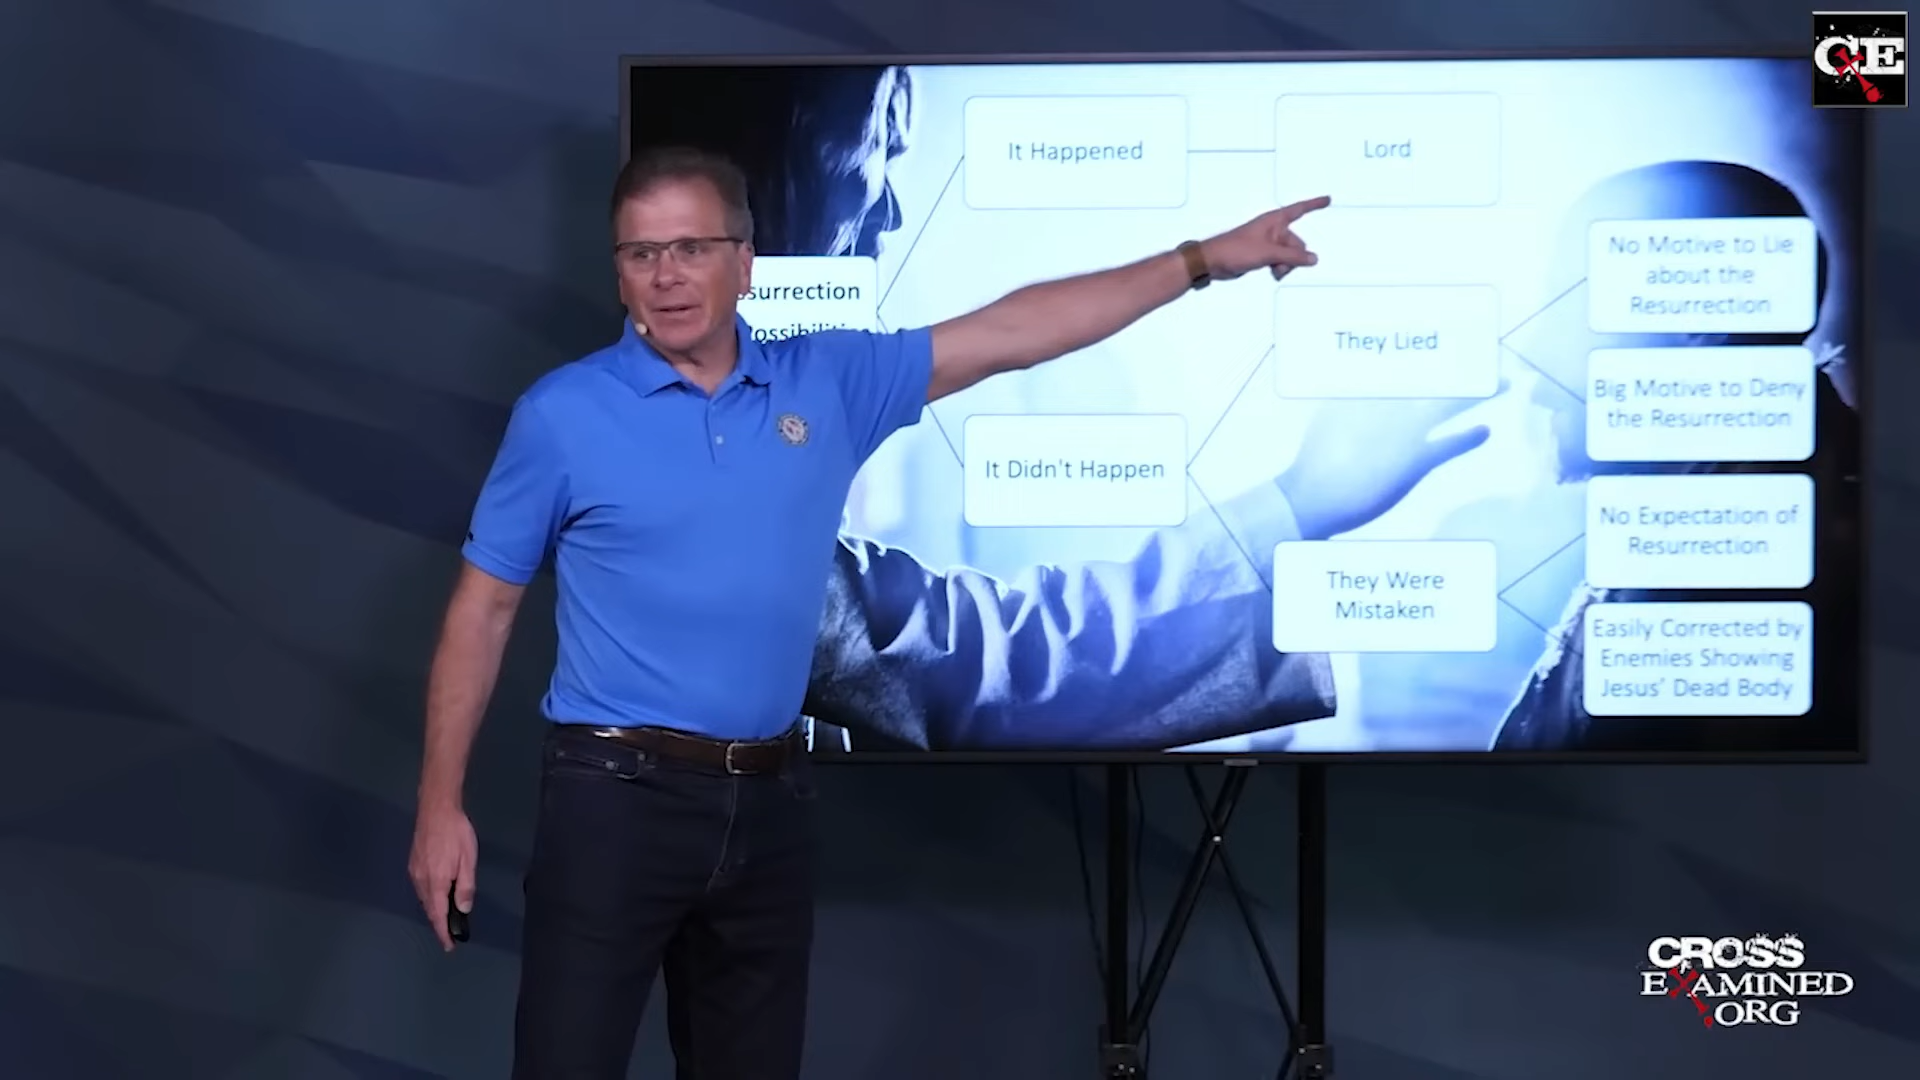 CE
surrection
Possibilities
It Happened
Lord
It Didn't Happen
They Lied
They Were
Mistaken
No Motive to Lie
about the
Resurrection
Big Motive to Deny
the Resurrection
No Expectation of
Resurrection
Easily Corrected by
Enemies Showing
Jesus' Dead Body
CROSS
EXAMINED
.ORG